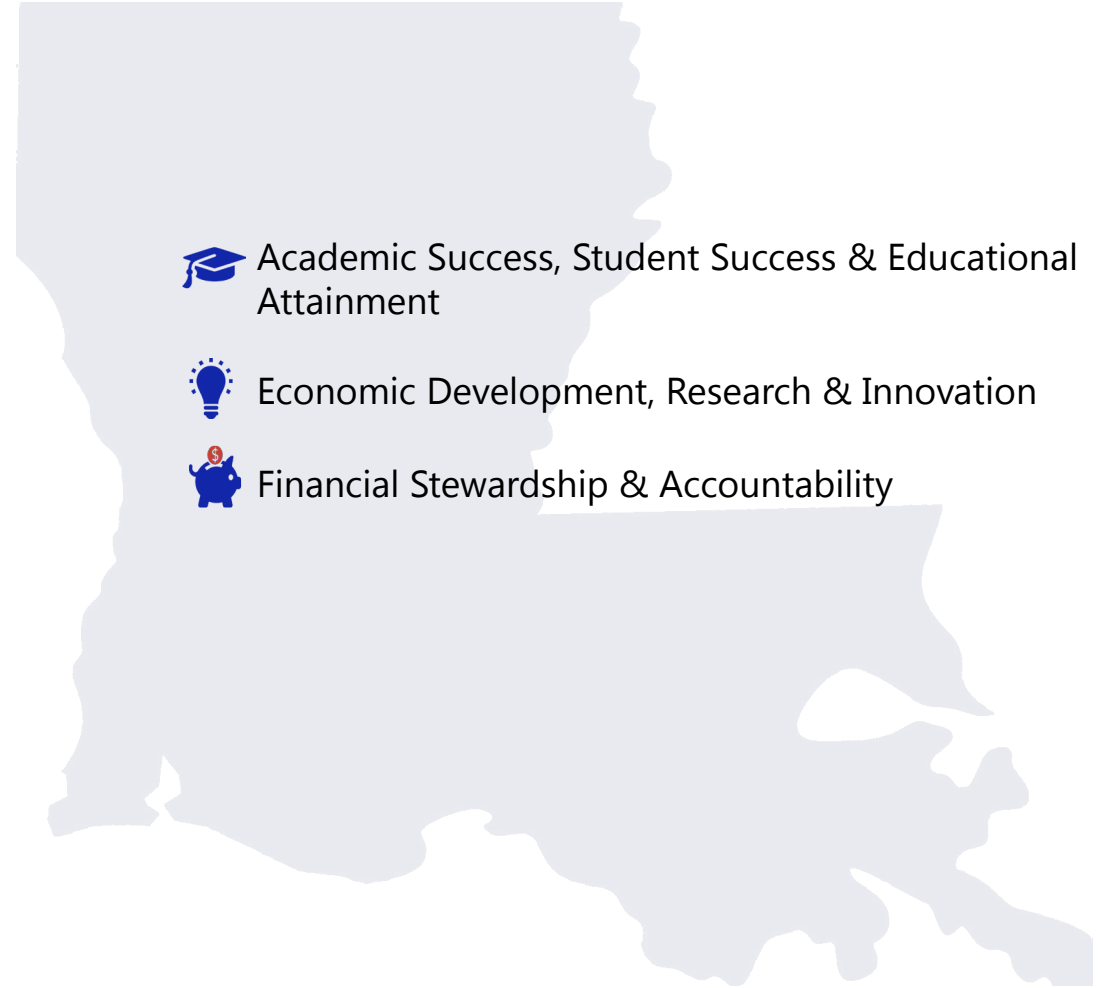 Academic Success, Student Success & Educational
Attainment
Economic Development, Research & Innovation
$
Financial Stewardship & Accountability